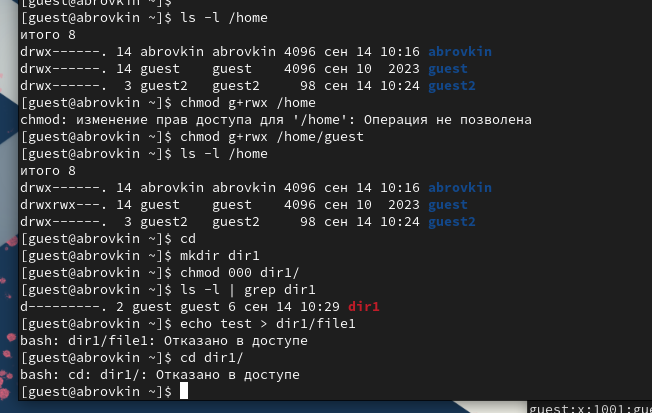 [guest@abrovkin ~]$
[guest@abrovkin ~]$ ls -l /home
итого 8
drwx------. 14 abrovkin abrovkin 4096 сен 14 10:16 abrovkin
drwx------. 14 guest    guest    4096 сен 10  2023 guest
drwx------.  3 guest2   guest2     98 сен 14 10:24 guest2
[guest@abrovkin ~]$ chmod g+rwx /home
chmod: изменение прав доступа для '/home': Операция не позволена
[guest@abrovkin ~]$ chmod g+rwx /home/guest
[guest@abrovkin ~]$ ls -l /home
итого 8
drwx------. 14 abrovkin abrovkin 4096 сен 14 10:16 abrovkin
drwxrwx---. 14 guest    guest    4096 сен 10  2023 guest
drwx------.  3 guest2   guest2     98 сен 14 10:24 guest2
[guest@abrovkin ~]$ cd
[guest@abrovkin ~]$ mkdir dir1
[guest@abrovkin ~]$ chmod 000 dir1/
[guest@abrovkin ~]$ ls -l | grep dir1
d---------. 2 guest guest 6 сен 14 10:29 dir1
[guest@abrovkin ~]$ echo test > dir1/file1
bash: dir1/file1: Отказано в доступе
[guest@abrovkin ~]$ cd dir1/
bash: cd: dir1/: Отказано в доступе
[guest@abrovkin ~]$
guest:x:1001:gue